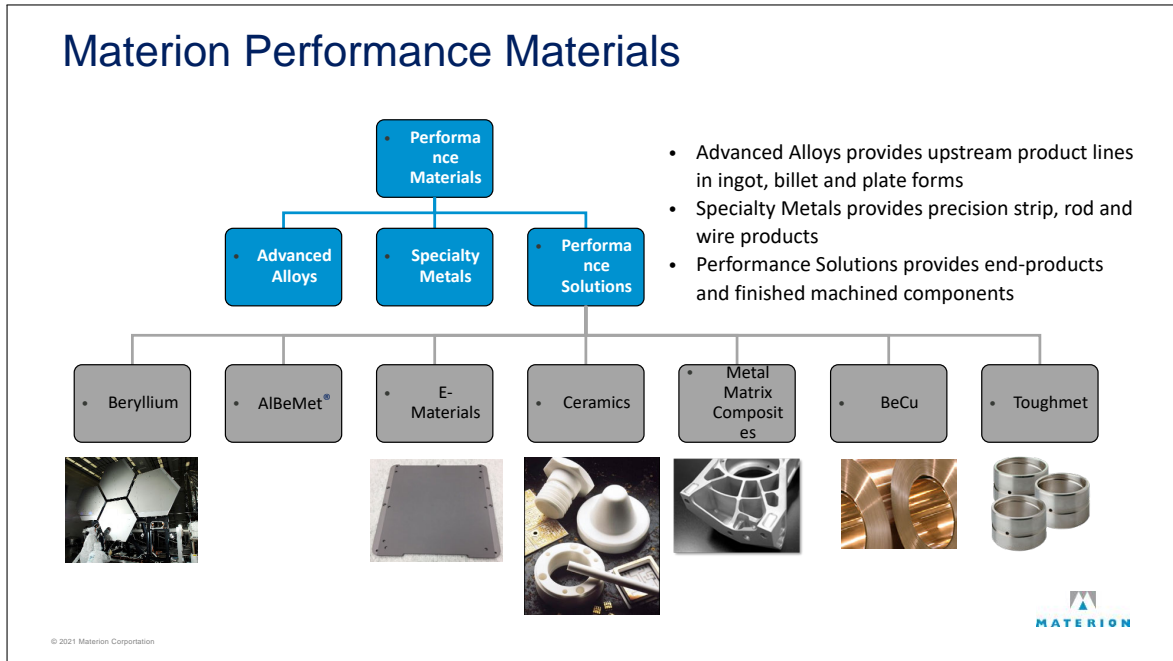 Materion Performance Materials
• Performa
nce
Materials
• Advanced
Alloys
• Specialty
Metals
• Performa
nce
Solutions
• Advanced Alloys provides upstream product lines
in ingot, billet and plate forms
• Specialty Metals provides precision strip, rod and
wire products
• Performance Solutions provides end-products
and finished machined components
• Beryllium
• AlBeMet®
• E-
Materials
• Ceramics
• Metal
Matrix
Composit
es
• BeCu
• Toughmet
MATERION
© 2021 Materion Corporation